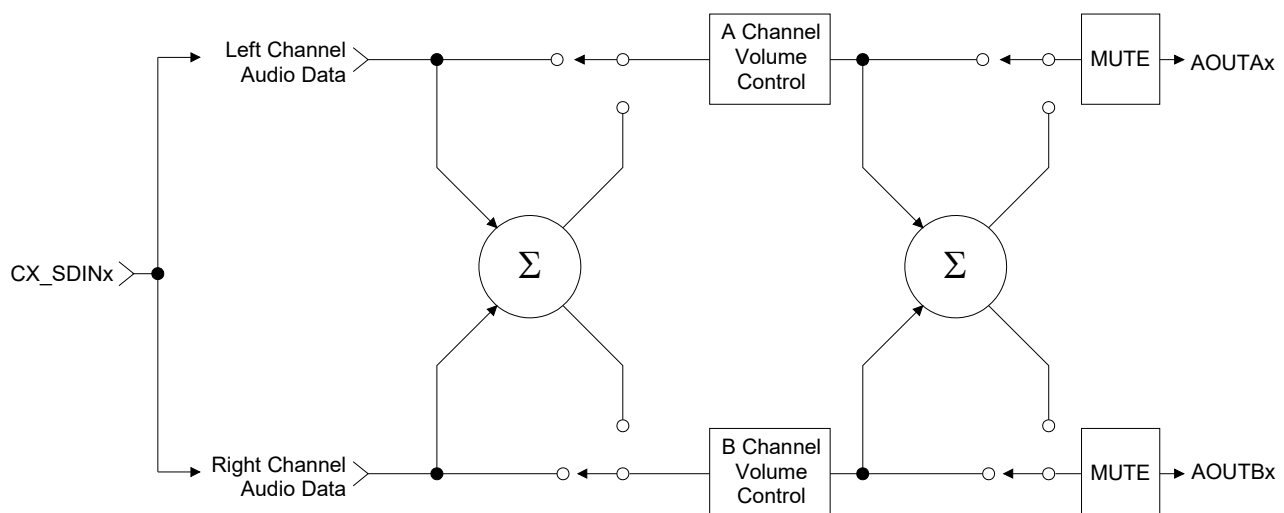 Left Channel
Audio Data
A Channel
Volume
Control
MUTE
AOUTAx
Σ
Σ
CX_SDINx
Right Channel
Audio Data
B Channel
Volume
Control
MUTE
AOUTBx